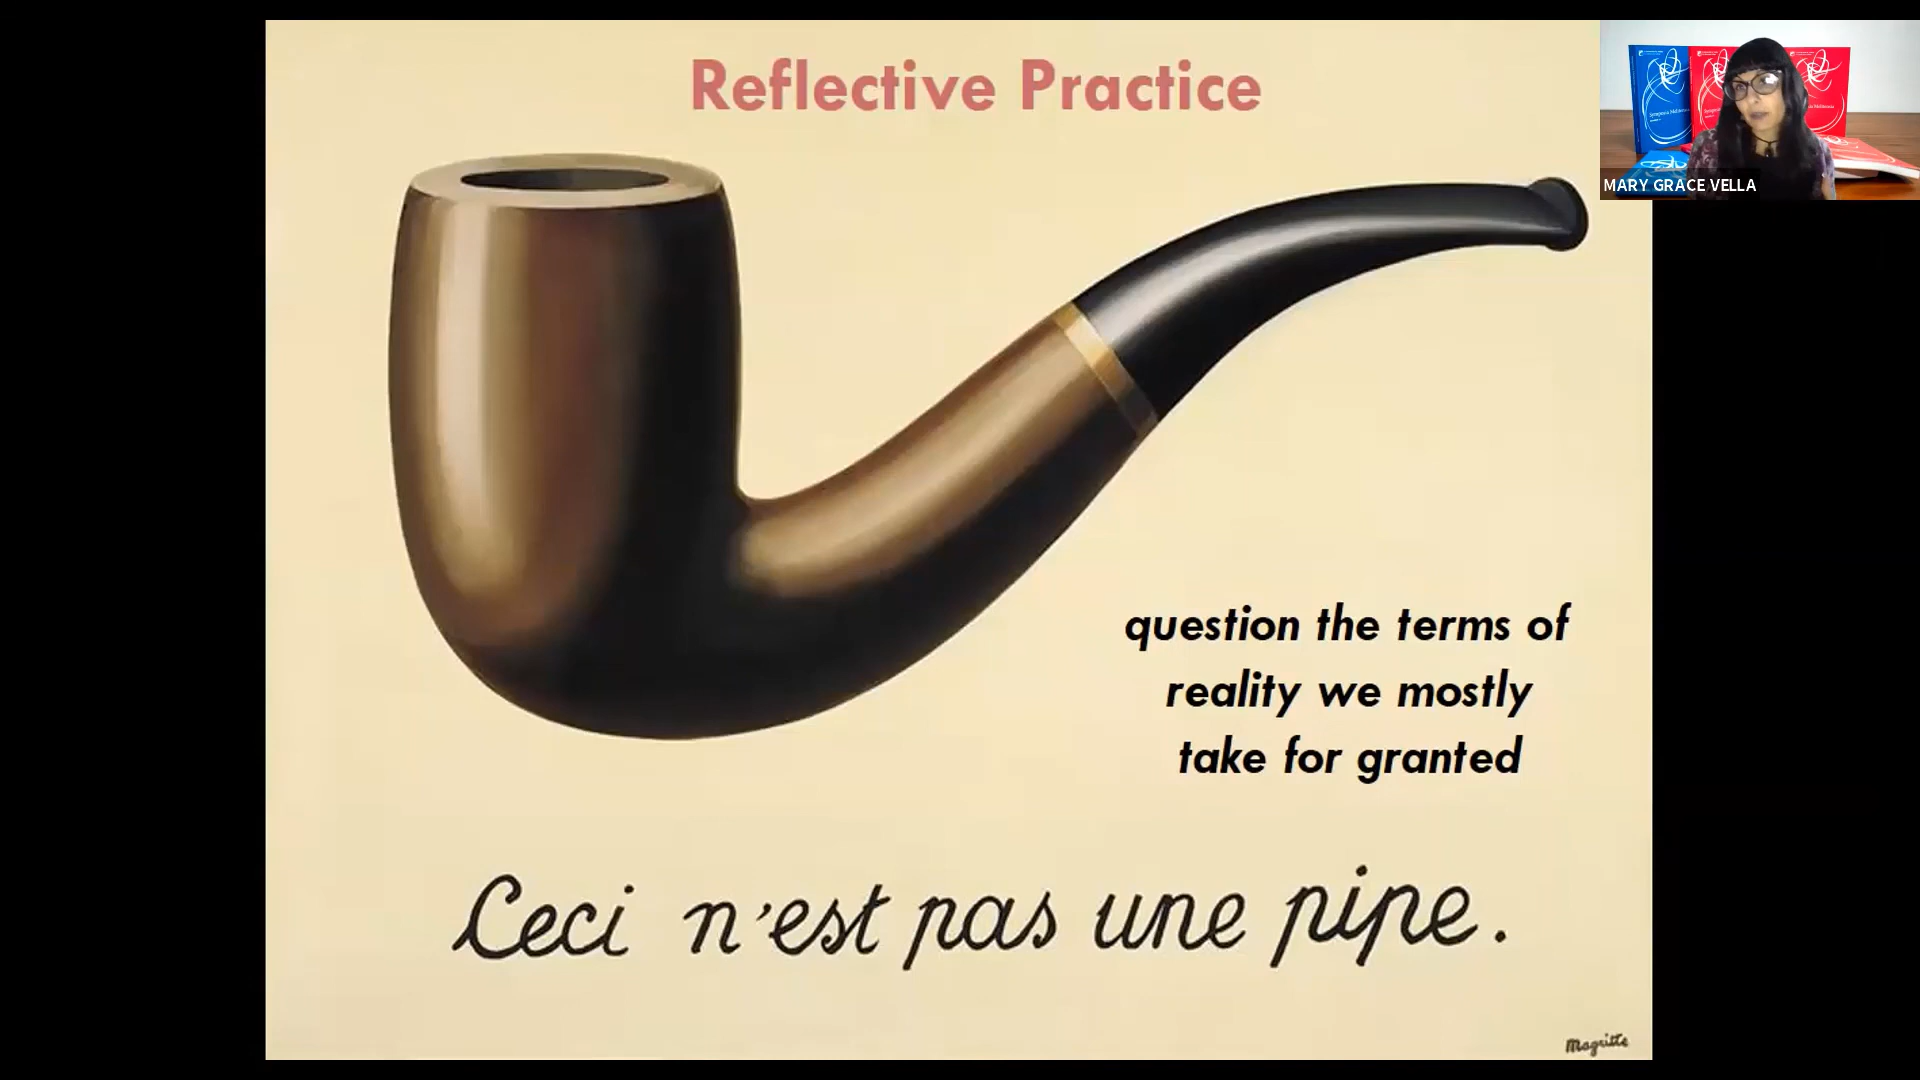 Reflective Practice
MARY GRACE VELLA
question the terms of
reality we mostly
take for granted
Ceci n'est pas une pipe.
Magritte